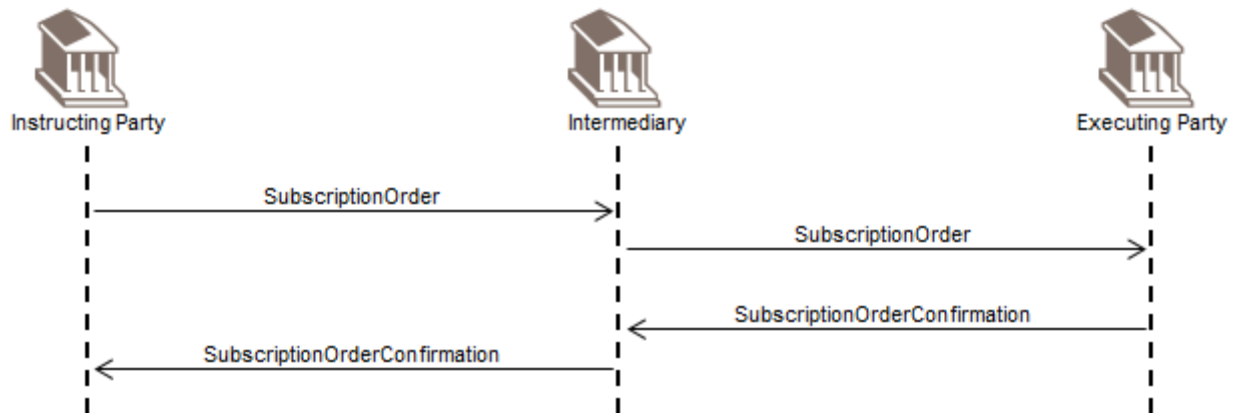 Instructing Party
Intermediary
Executing Party
SubscriptionOrder
SubscriptionOrder
SubscriptionOrderConfirmation
SubscriptionOrderConfirmation